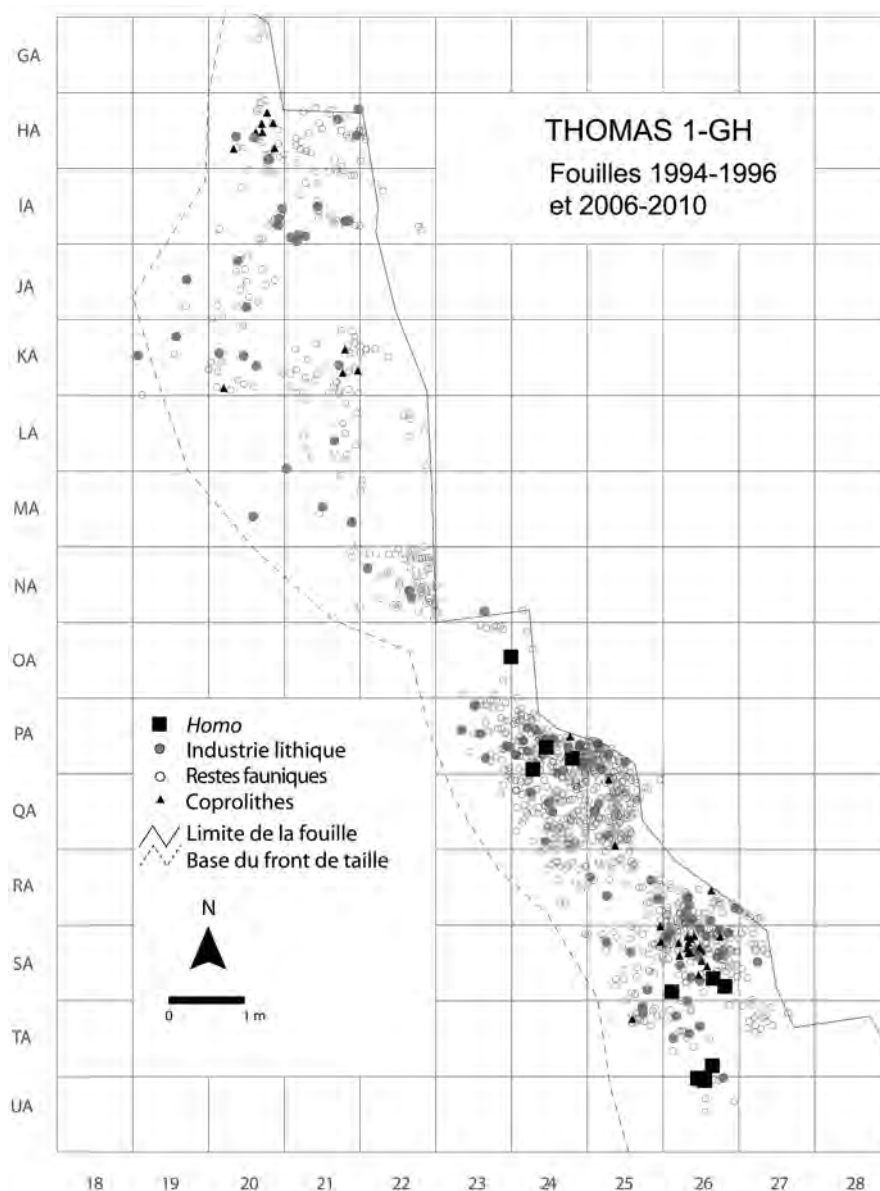 THOMAS 1-GH
Fouilles 1994-1996
et 2006-2010
GA
HA
IA
JA
KA
LA
MA
NA
OA
PA
QA
RA
SA
TA
UA
Homo
Industrie lithique
Restes fauniques
Coprolithes
Limite de la fouille
Base du front de taille
N
0 1 m
18 19 20 21 22 23 24 25 26 27 28